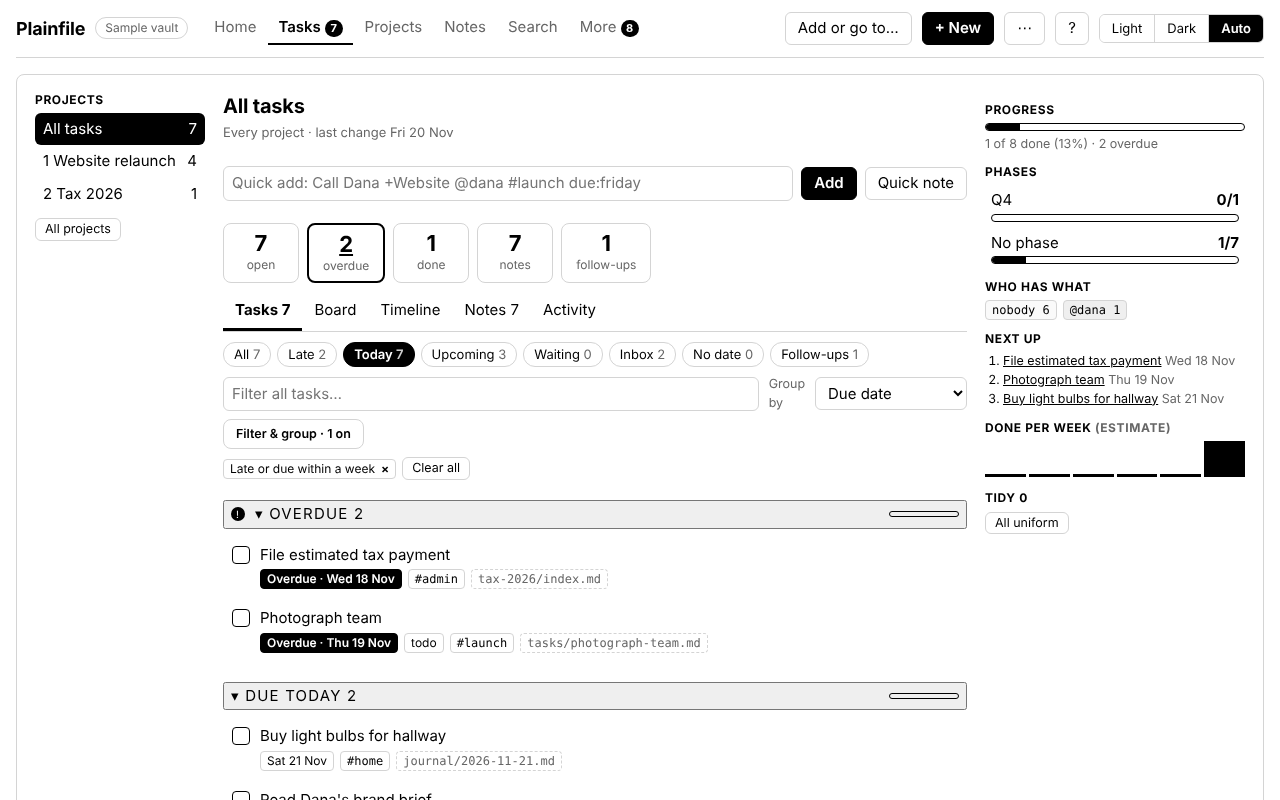 Plainfile Sample vault Home Tasks 7 Projects Notes Search More 8 Add or go to... + New ... ? Light Dark Auto
PROJECTS
All tasks 7
1 Website relaunch 4
2 Tax 2026 1
All projects
All tasks
Every project · last change Fri 20 Nov
Quick add: Call Dana +Website @dana #launch due:friday Add Quick note
7 open
2 overdue
1 done
7 notes
1 follow-ups
Tasks 7 Board Timeline Notes 7 Activity
All 7 Late 2 Today 7 Upcoming 3 Waiting 0 Inbox 2 No date 0 Follow-ups 1
Filter all tasks... Group by Due date
Filter & group · 1 on
Late or due within a week × Clear all
! ▾ OVERDUE 2
File estimated tax payment
Overdue · Wed 18 Nov #admin tax-2026/index.md
Photograph team
Overdue · Thu 19 Nov todo #launch tasks/photograph-team.md
▾ DUE TODAY 2
Buy light bulbs for hallway
Sat 21 Nov #home journal/2026-11-21.md
Read Dana's brand brief
PROGRESS
1 of 8 done (13%) · 2 overdue
PHASES
Q4 0/1
No phase 1/7
WHO HAS WHAT
nobody 6 @dana 1
NEXT UP
1. File estimated tax payment Wed 18 Nov
2. Photograph team Thu 19 Nov
3. Buy light bulbs for hallway Sat 21 Nov
DONE PER WEEK (ESTIMATE)
TIDY 0
All uniform